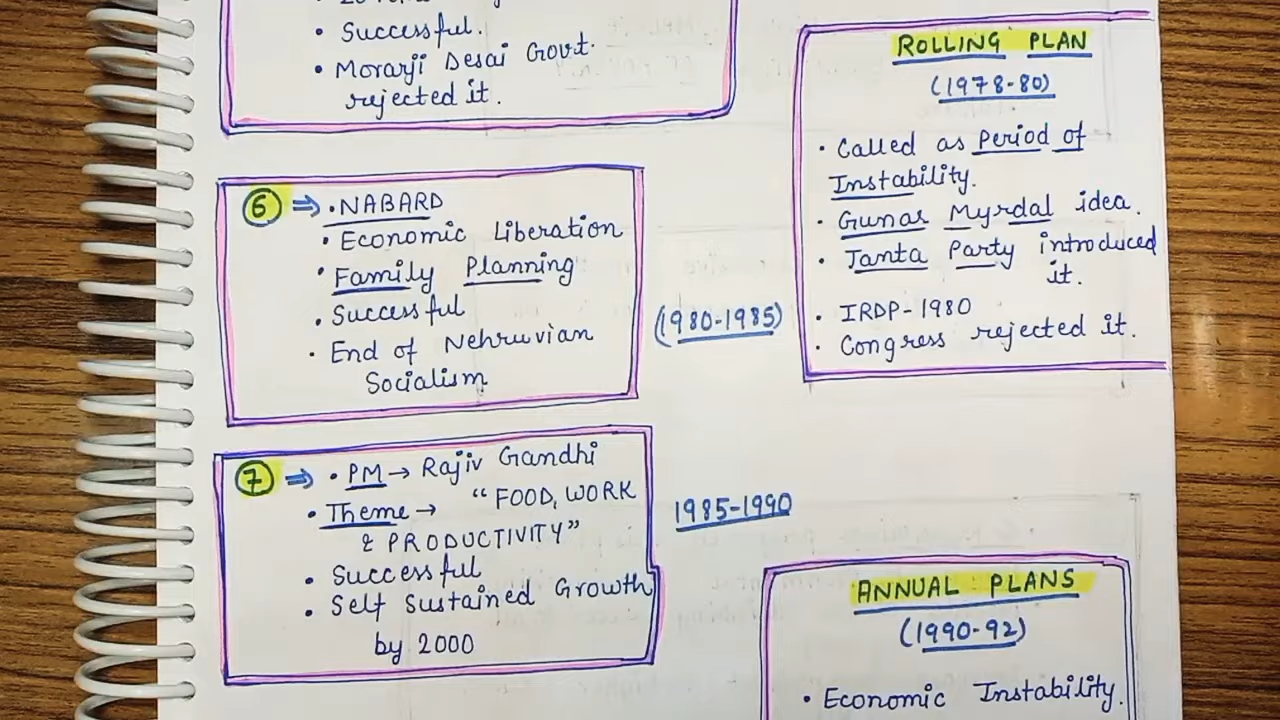 • Successful.
• Morarji Desai Govt.
rejected it.
ROLLING PLAN
(1978-80)
• Called as Period of
Instability.
• Gunar Myrdal idea.
• Janta Party introduced
it.
• IRDP - 1980
• Congress rejected it.
6 ⇒ • NABARD
• Economic Liberation
• Family Planning
• Successful
• End of Nehruvian
Socialism
(1980-1985)
7 ⇒ • PM → Rajiv Gandhi
• Theme → "FOOD, WORK
& PRODUCTIVITY"
• Successful
• Self Sustained Growth
by 2000
1985-1990
ANNUAL PLANS
(1990-92)
• Economic Instability.